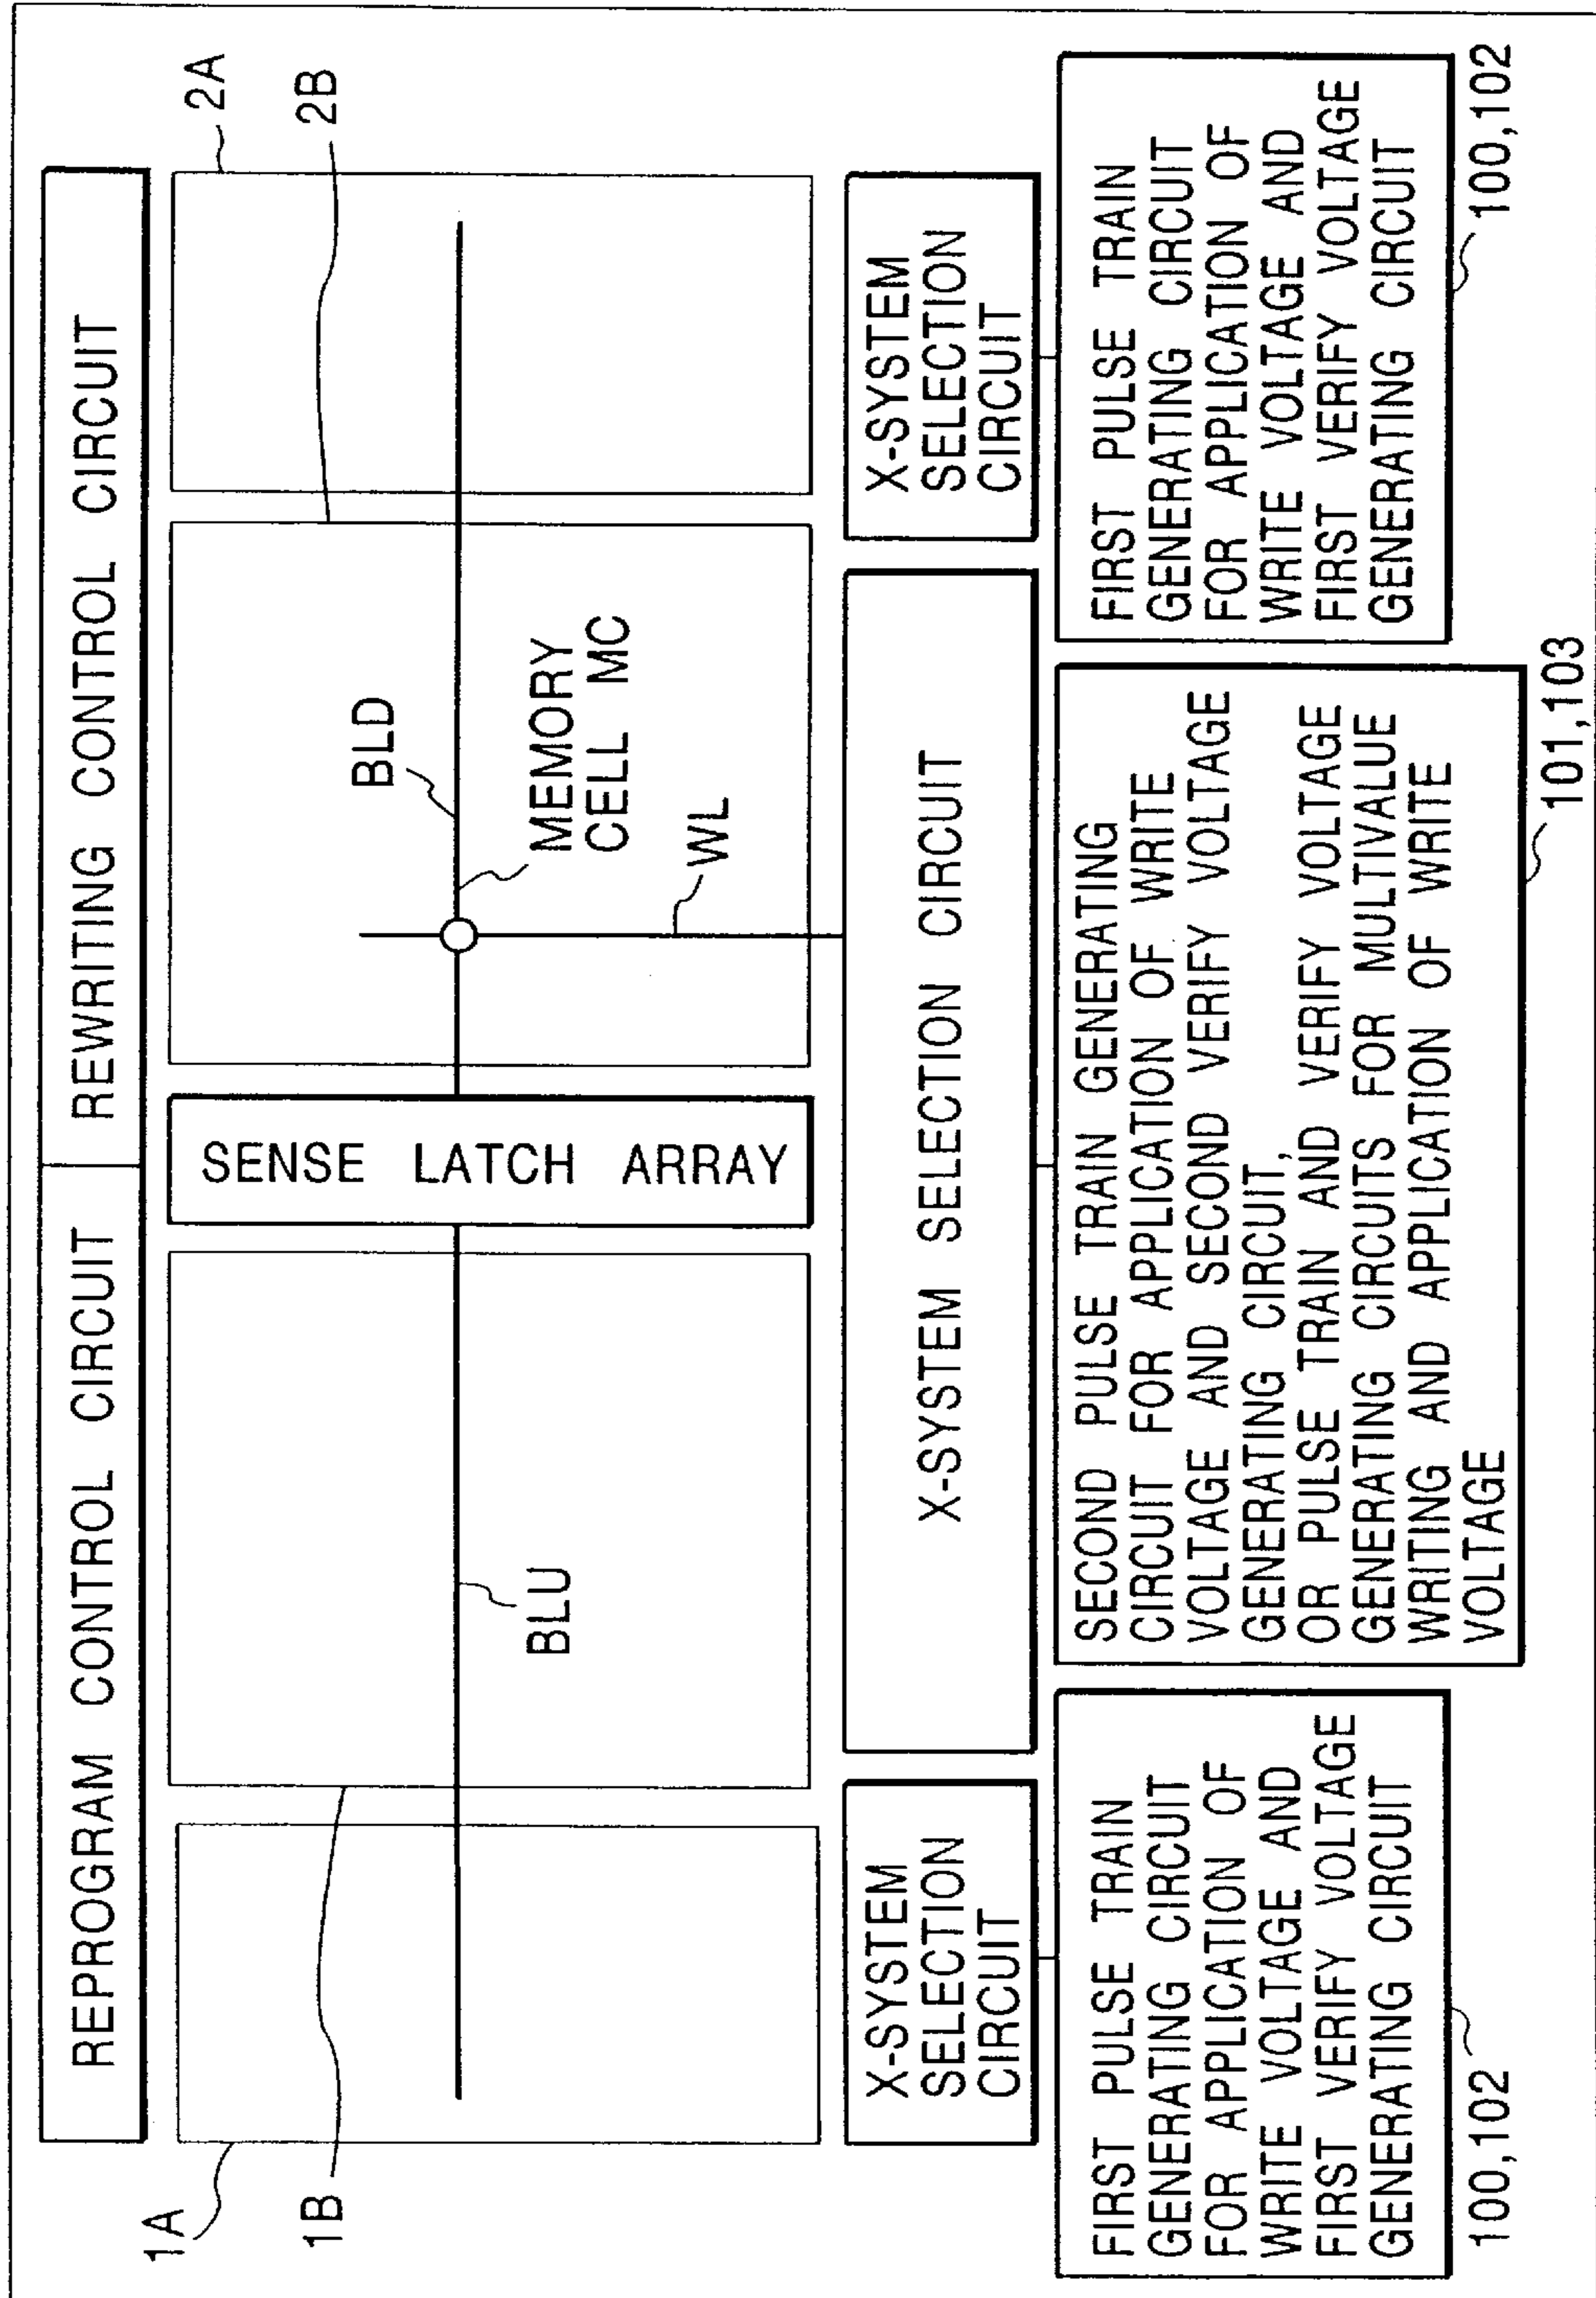 REPROGRAM CONTROL CIRCUIT
REWRITING CONTROL CIRCUIT
1A
1B
2A
2B
SENSE LATCH ARRAY
BLU
BLD
MEMORY
CELL MC
WL
X-SYSTEM
SELECTION
CIRCUIT
X-SYSTEM SELECTION CIRCUIT
X-SYSTEM
SELECTION
CIRCUIT
FIRST PULSE TRAIN
GENERATING CIRCUIT
FOR APPLICATION OF
WRITE VOLTAGE AND
FIRST VERIFY VOLTAGE
GENERATING CIRCUIT
100,102
SECOND PULSE TRAIN GENERATING
CIRCUIT FOR APPLICATION OF WRITE
VOLTAGE AND SECOND VERIFY VOLTAGE
GENERATING CIRCUIT,
OR PULSE TRAIN AND VERIFY VOLTAGE
GENERATING CIRCUITS FOR MULTIVALUE
WRITING AND APPLICATION OF WRITE
VOLTAGE
101,103
FIRST PULSE TRAIN
GENERATING CIRCUIT
FOR APPLICATION OF
WRITE VOLTAGE AND
FIRST VERIFY VOLTAGE
GENERATING CIRCUIT
100,102